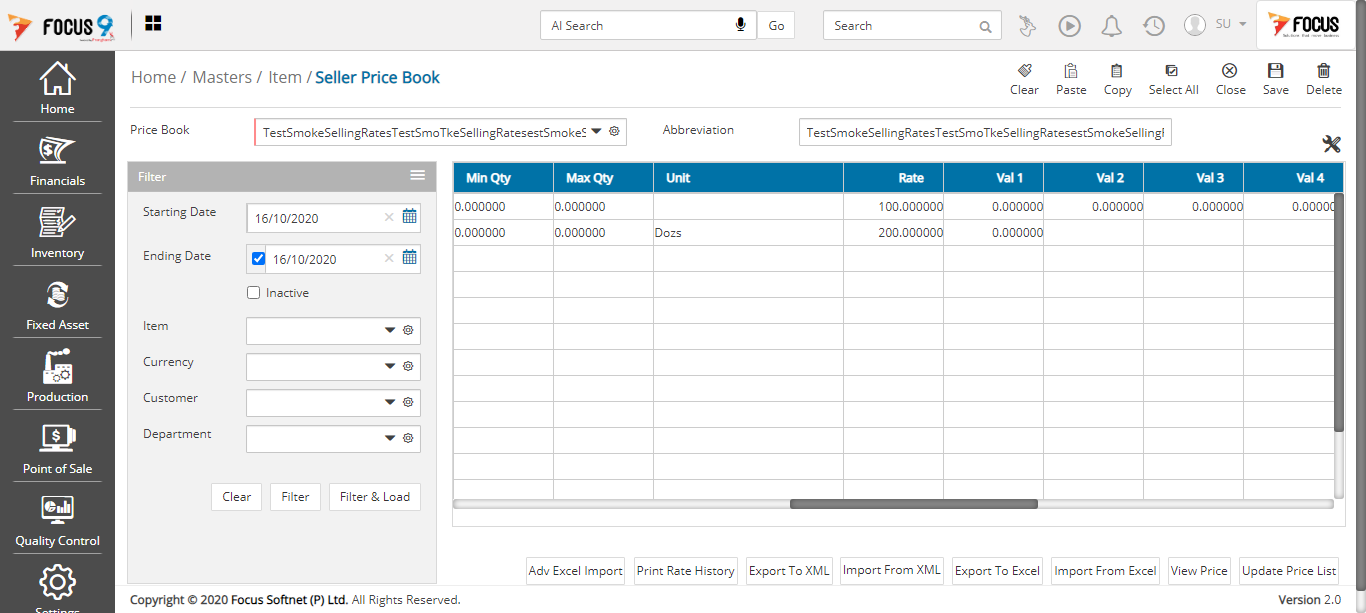 FOCUS 9
AI Search
Go
Search
SU
FOCUS
Home
Financials
Inventory
Fixed Asset
Production
Point of Sale
Quality Control
Settings
Home / Masters / Item / Seller Price Book
Clear
Paste
Copy
Select All
Close
Save
Delete
Price Book
TestSmokeSellingRatesTestSmoTkeSellingRatesestSmokeS
Abbreviation
TestSmokeSellingRatesTestSmoTkeSellingRatesestSmokeSelling
Filter
Starting Date
16/10/2020
Ending Date
16/10/2020
Inactive
Item
Currency
Customer
Department
Clear
Filter
Filter & Load
Min Qty Max Qty Unit Rate Val 1 Val 2 Val 3 Val 4
0.000000 0.000000 100.000000 0.000000 0.000000 0.000000 0.00000
0.000000 0.000000 Dozs 200.000000 0.000000
Adv Excel Import
Print Rate History
Export To XML
Import From XML
Export To Excel
Import From Excel
View Price
Update Price List
Copyright © 2020 Focus Softnet (P) Ltd. All Rights Reserved.
Version 2.0